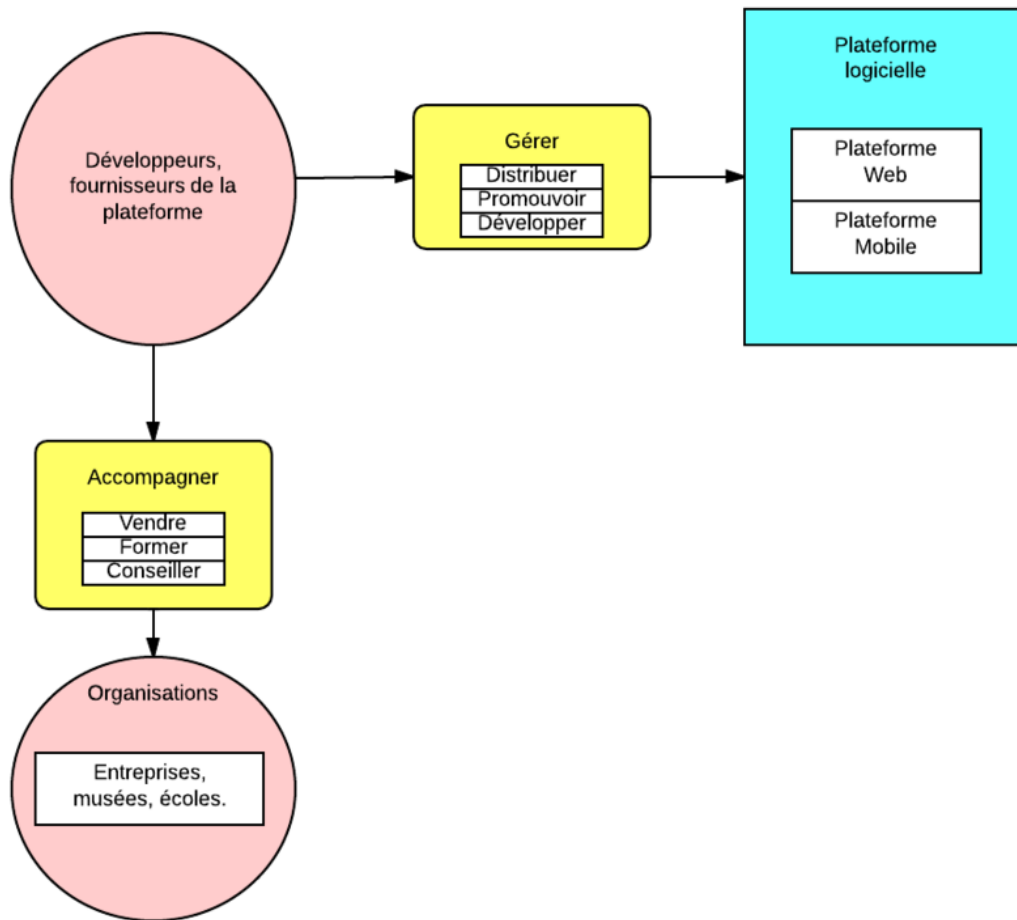 Développeurs,
fournisseurs de la
plateforme
Gérer
Distribuer
Promouvoir
Développer
Plateforme
logicielle
Plateforme
Web
Plateforme
Mobile
Accompagner
Vendre
Former
Conseiller
Organisations
Entreprises,
musées, écoles.